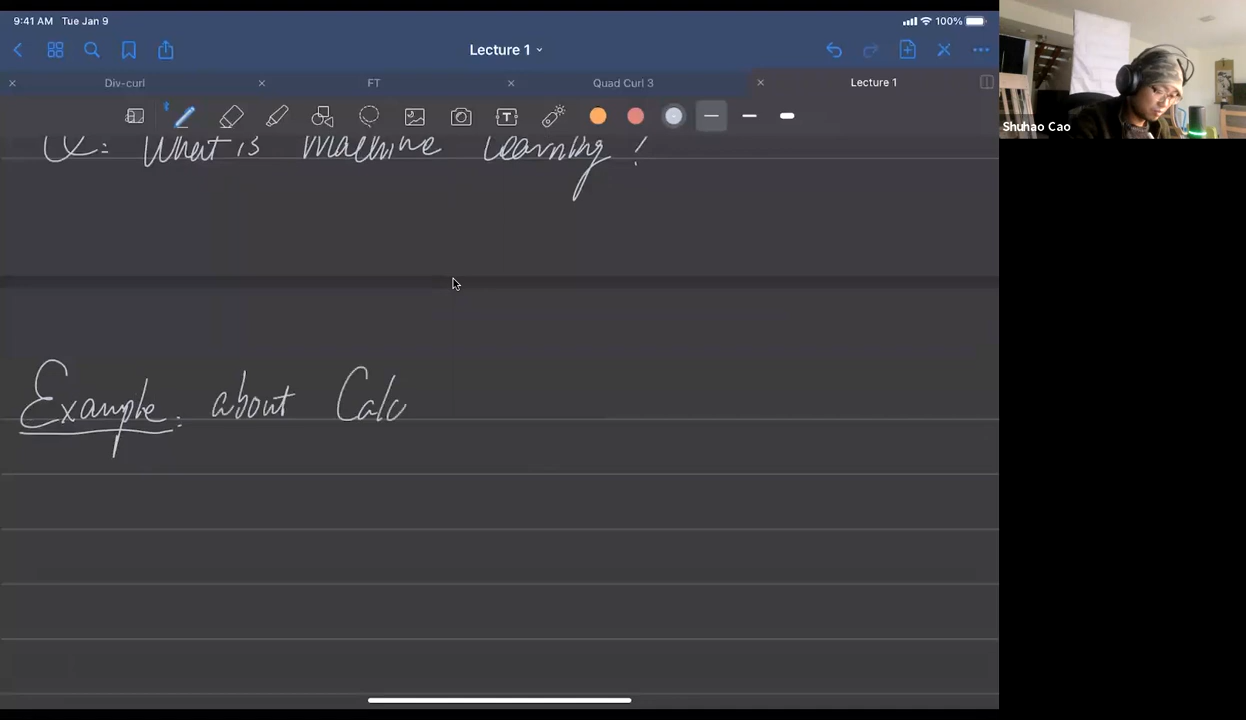 9:41 AM Tue Jan 9
100%
Lecture 1
Div-curl
FT
Quad Curl 3
Lecture 1
Shuhao Cao
Q: What is Machine Learning?
Example: about Calc